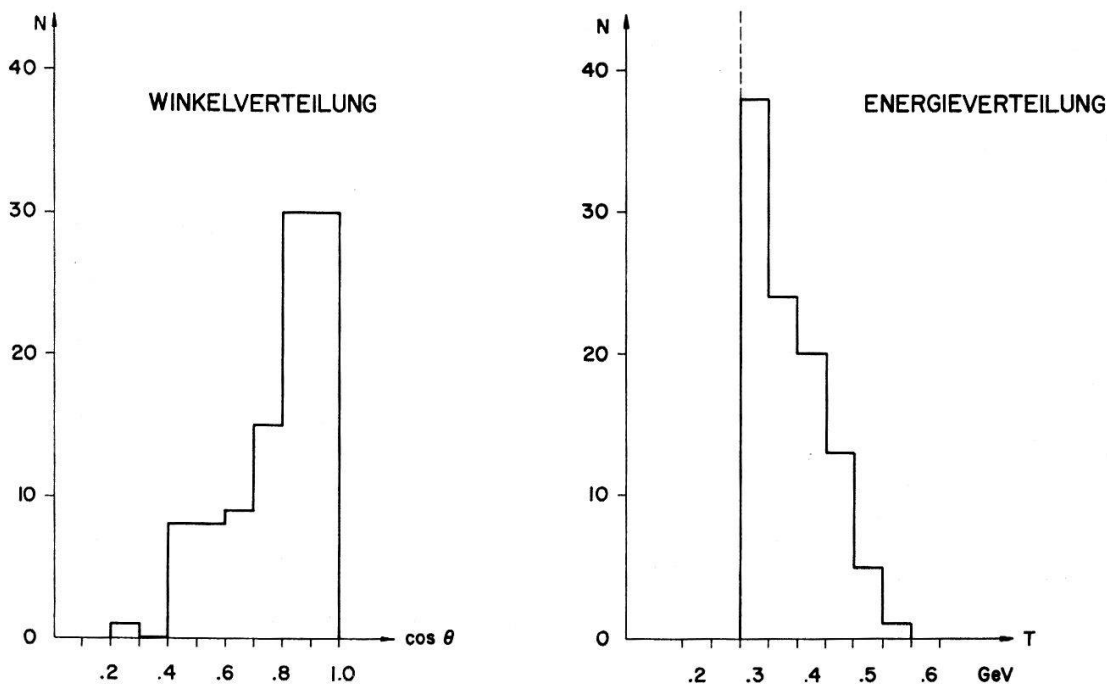 N
40
WINKELVERTEILUNG
30
20
10
0
.2 .4 .6 .8 1.0
cos θ
N
40
ENERGIEVERTEILUNG
30
20
10
0
T
.2 .3 .4 .5 .6 GeV